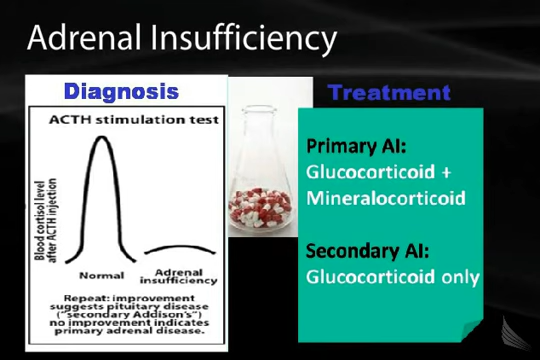 Adrenal Insufficiency
Diagnosis
ACTH stimulation test
Blood cortisol level
after ACTH injection
Normal
Adrenal
insufficiency
Repeat: improvement
suggests pituitary disease
("secondary Addison's")
no improvement indicates
primary adrenal disease.
Treatment
Primary AI:
Glucocorticoid +
Mineralocorticoid
Secondary AI:
Glucocorticoid only